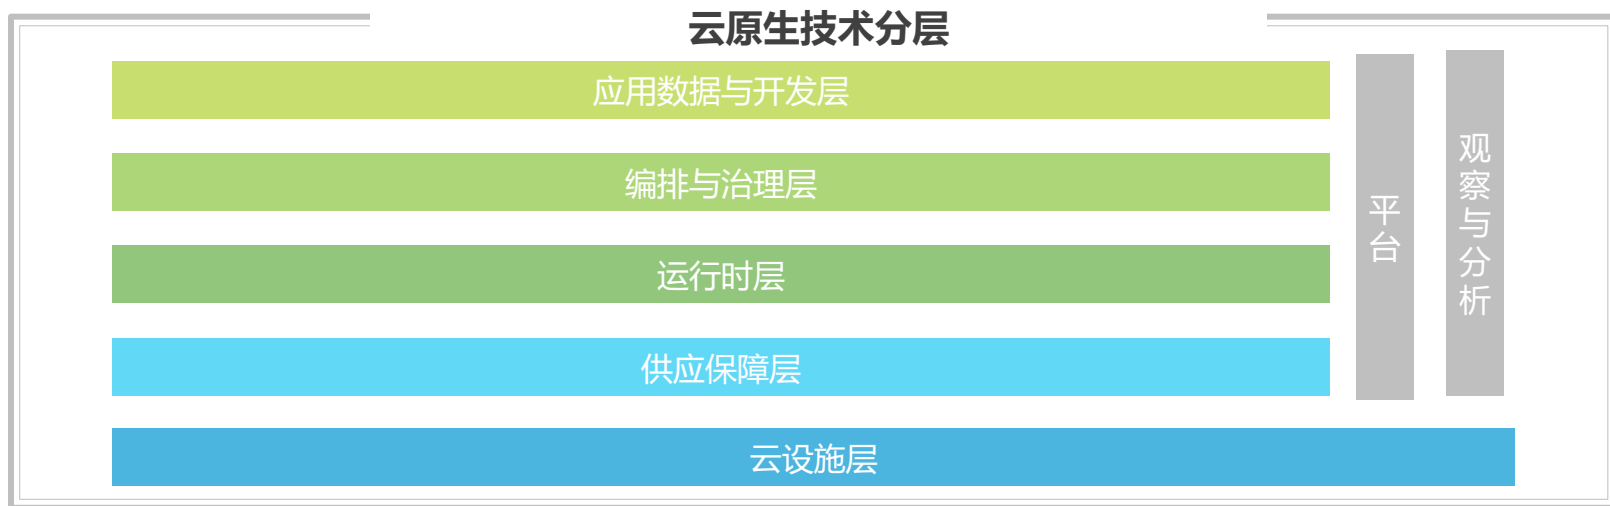 云原生技术分层
应用数据与开发层
编排与治理层
运行时层
供应保障层
云设施层
平台
观察与分析